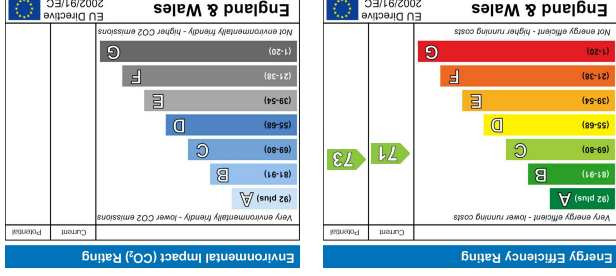 Energy Efficiency Rating
Current
Potential
Very energy efficient - lower running costs
(92 plus) A
(81-91) B
(69-80) C
(55-68) D
(39-54) E
(21-38) F
(1-20) G
71
73
Not energy efficient - higher running costs
England & Wales
EU Directive
2002/91/EC
Environmental Impact (CO₂) Rating
Current
Potential
Very environmentally friendly - lower CO2 emissions
(92 plus) A
(81-91) B
(69-80) C
(55-68) D
(39-54) E
(21-38) F
(1-20) G
Not environmentally friendly - higher CO2 emissions
England & Wales
EU Directive
2002/91/EC